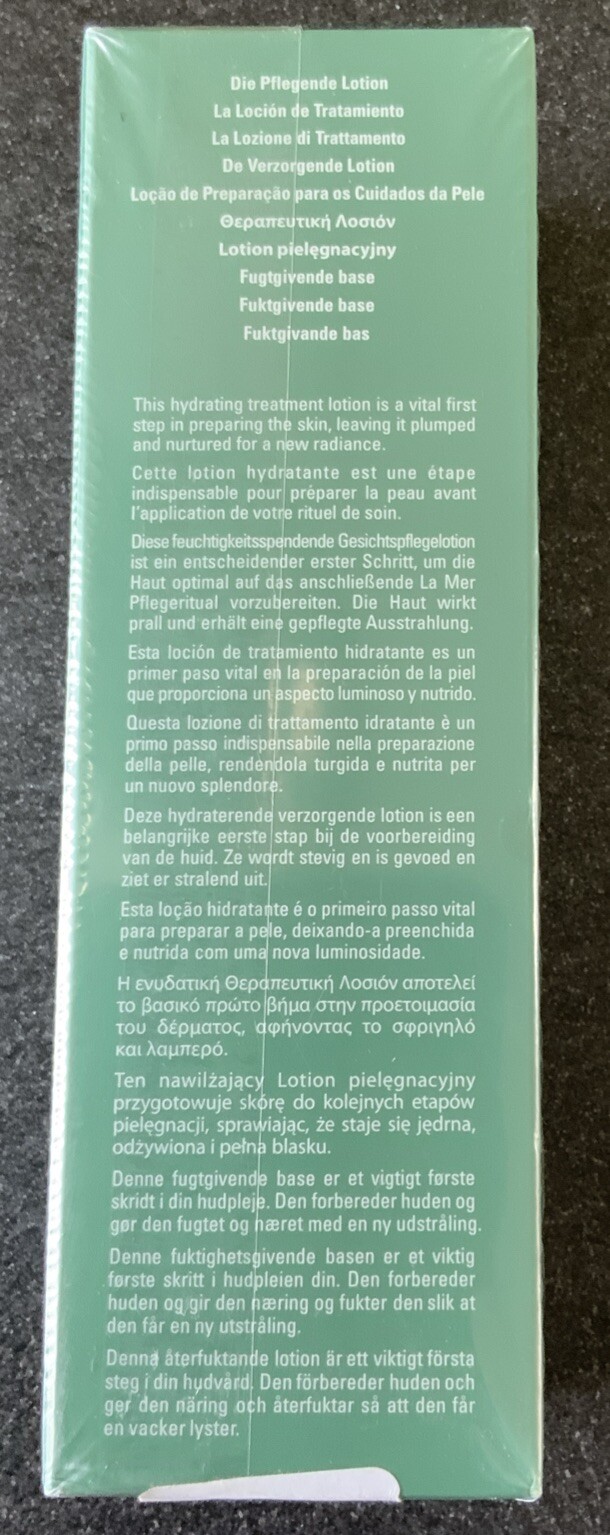 Die Pflegende Lotion
La Loción de Tratamiento
La Lozione di Trattamento
De Verzorgende Lotion
Loção de Preparação para os Cuidados da Pele
Θεραπευτική Λοσιόν
Lotion pielęgnacyjny
Fugtgivende base
Fuktgivende base
Fuktgivande bas
This hydrating treatment lotion is a vital first
step in preparing the skin, leaving it plumped
and nurtured for a new radiance.
Cette lotion hydratante est une étape
indispensable pour préparer la peau avant
l'application de votre rituel de soin.
Diese feuchtigkeitsspendende Gesichtspflegelotion
ist ein entscheidender erster Schritt, um die
Haut optimal auf das anschließende La Mer
Pflegeritual vorzubereiten. Die Haut wirkt
prall und erhält eine gepflegte Ausstrahlung.
Esta loción de tratamiento hidratante es un
primer paso vital en la preparación de la piel
que proporciona un aspecto luminoso y nutrido.
Questa lozione di trattamento idratante è un
primo passo indispensabile nella preparazione
della pelle, rendendola turgida e nutrita per
un nuovo splendore.
Deze hydraterende verzorgende lotion is een
belangrijke eerste stap bij de voorbereiding
van de huid. Ze wordt stevig en is gevoed en
ziet er stralend uit.
Esta loção hidratante é o primeiro passo vital
para preparar a pele, deixando-a preenchida
e nutrida com uma nova luminosidade.
Η ενυδατική Θεραπευτική Λοσιόν αποτελεί
το βασικό πρώτο βήμα στην προετοιμασία
του δέρματος, αφήνοντας το σφριγηλό
και λαμπερό.
Ten nawilżający Lotion pielęgnacyjny
przygotowuje skórę do kolejnych etapów
pielęgnacji, sprawiając, że staje się jędrna,
odżywiona i pełna blasku.
Denne fugtgivende base er et vigtigt første
skridt i din hudpleje. Den forbereder huden og
gør den fugtet og næret med en ny udstråling.
Denne fuktighetsgivende basen er et viktig
første skritt i hudpleien din. Den forbereder
huden og gir den næring og fukter den slik at
den får en ny utstråling.
Denna återfuktande lotion är ett viktigt första
steg i din hudvård. Den förbereder huden och
ger den näring och återfuktar så att den får
en vacker lyster.